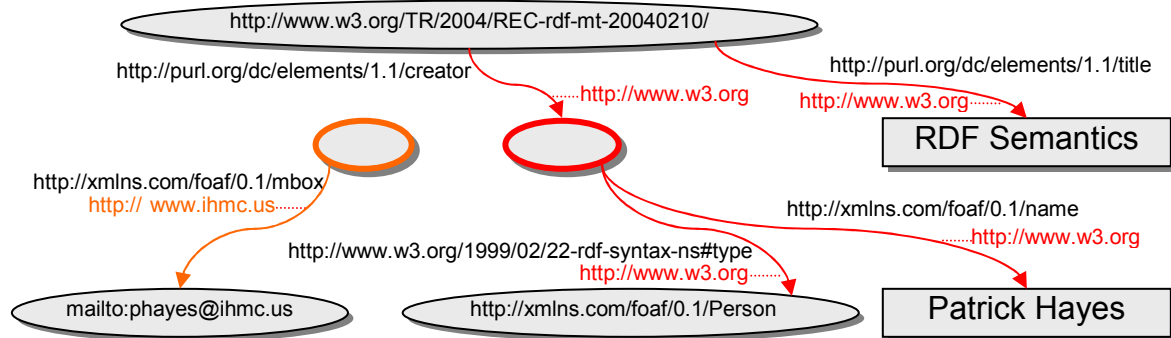 http://www.w3.org/TR/2004/REC-rdf-mt-20040210/
http://purl.org/dc/elements/1.1/creator
http://www.w3.org
http://purl.org/dc/elements/1.1/title
http://www.w3.org
RDF Semantics
http://xmlns.com/foaf/0.1/mbox
http:// www.ihmc.us
http://xmlns.com/foaf/0.1/name
http://www.w3.org
http://www.w3.org/1999/02/22-rdf-syntax-ns#type
http://www.w3.org
mailto:phayes@ihmc.us
http://xmlns.com/foaf/0.1/Person
Patrick Hayes